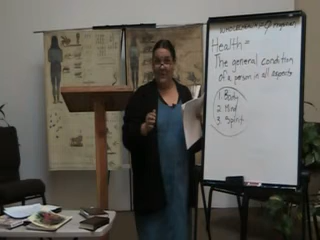 Health =
The general condition
of a person in all aspects
1. Body
2. Mind
3. Spirit